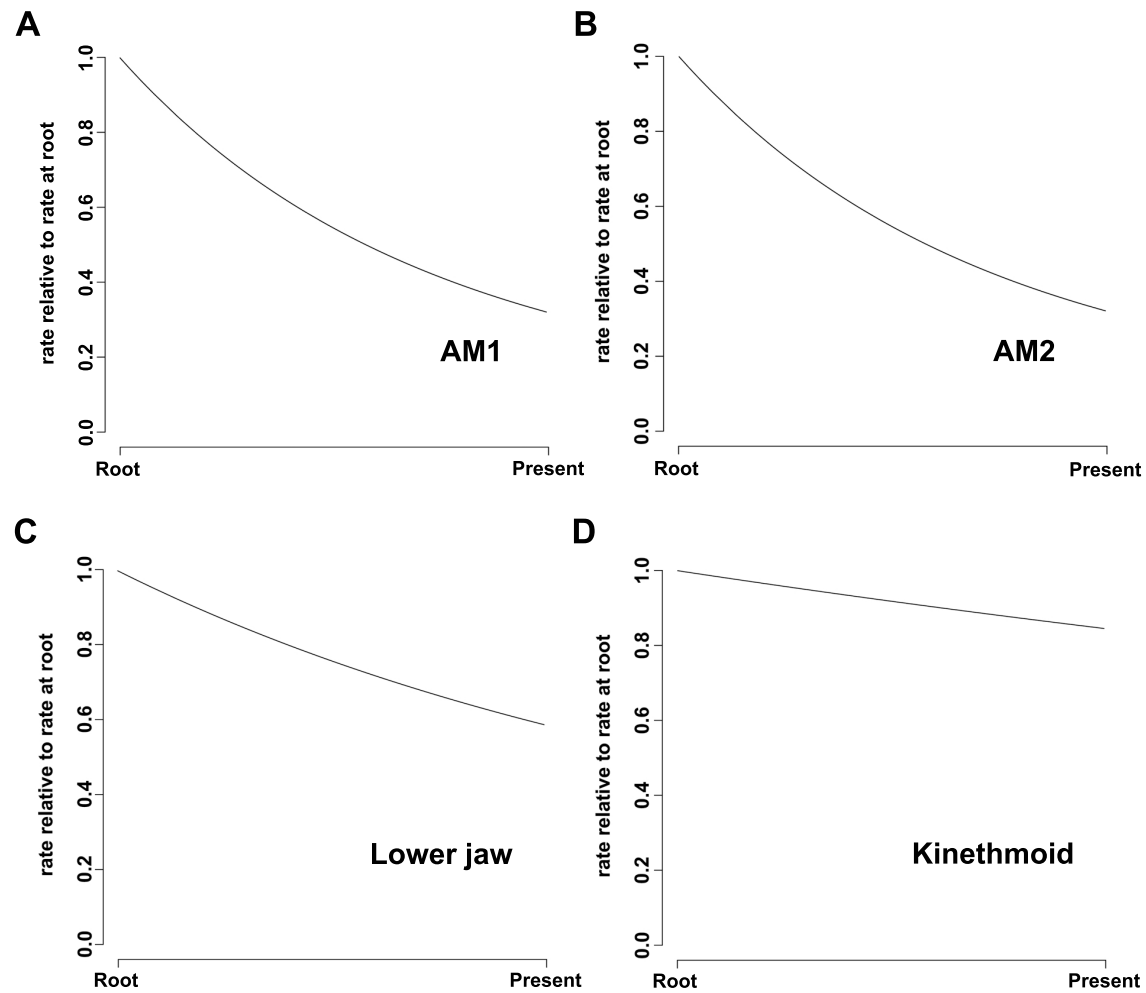 A
rate relative to rate at root
1.0
0.8
0.6
0.4
0.2
0.0
AM1
Root
Present
B
rate relative to rate at root
1.0
0.8
0.6
0.4
0.2
0.0
AM2
Root
Present
C
rate relative to rate at root
1.0
0.8
0.6
0.4
0.2
0.0
Lower jaw
Root
Present
D
rate relative to rate at root
1.0
0.8
0.6
0.4
0.2
0.0
Kinethmoid
Root
Present